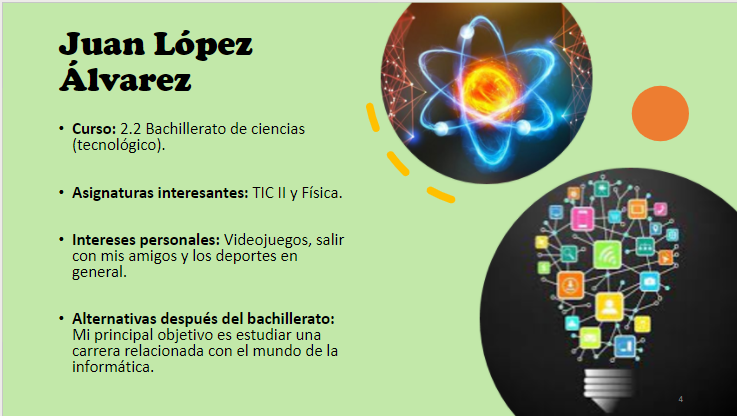 Juan López
Álvarez
• Curso: 2.2 Bachillerato de ciencias
(tecnológico).
• Asignaturas interesantes: TIC II y Física.
• Intereses personales: Videojuegos, salir
con mis amigos y los deportes en
general.
• Alternativas después del bachillerato:
Mi principal objetivo es estudiar una
carrera relacionada con el mundo de la
informática.
4